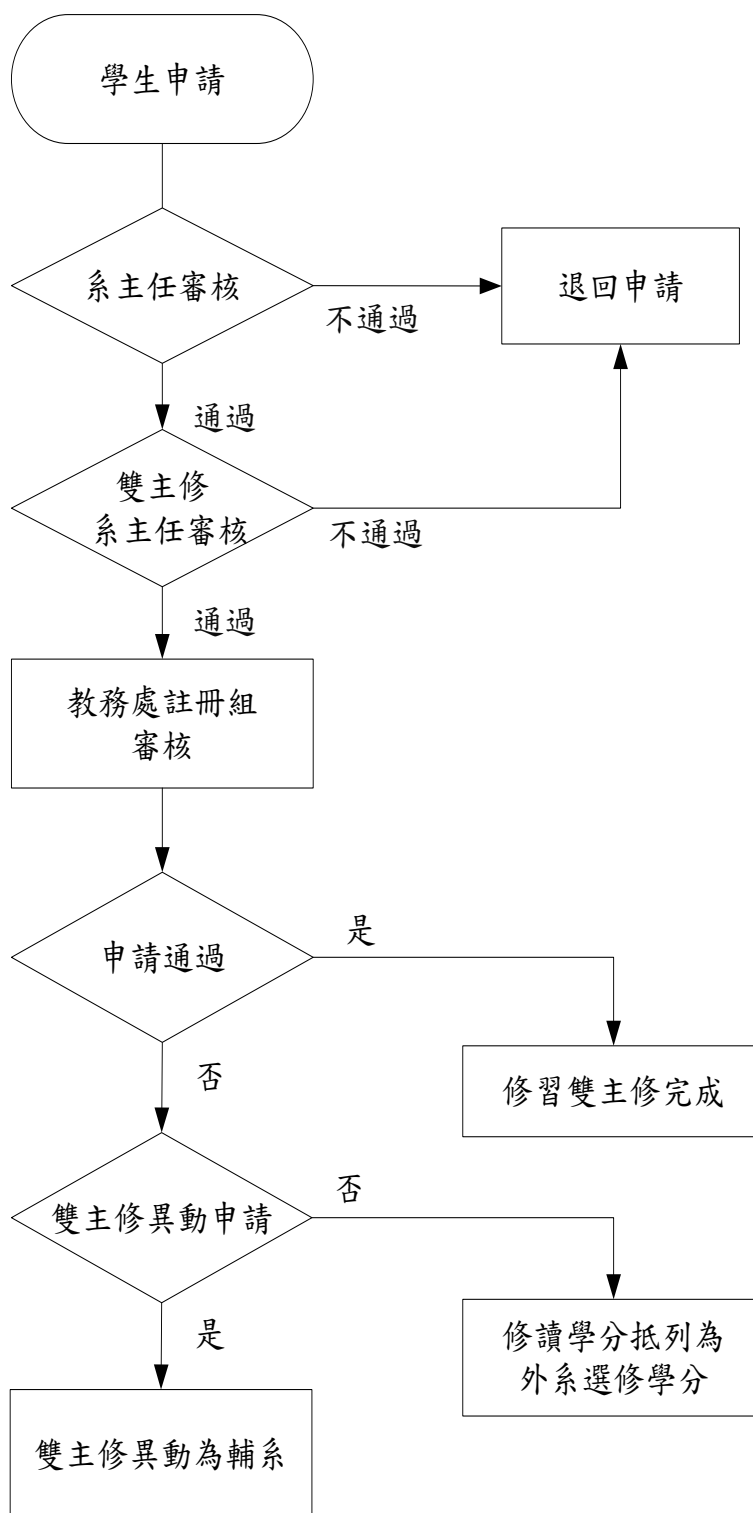 學生申請
系主任審核
退回申請
不通過
通過
雙主修
系主任審核
不通過
通過
教務處註冊組
審核
申請通過
是
修習雙主修完成
否
雙主修異動申請
否
修讀學分抵列為
外系選修學分
是
雙主修異動為輔系